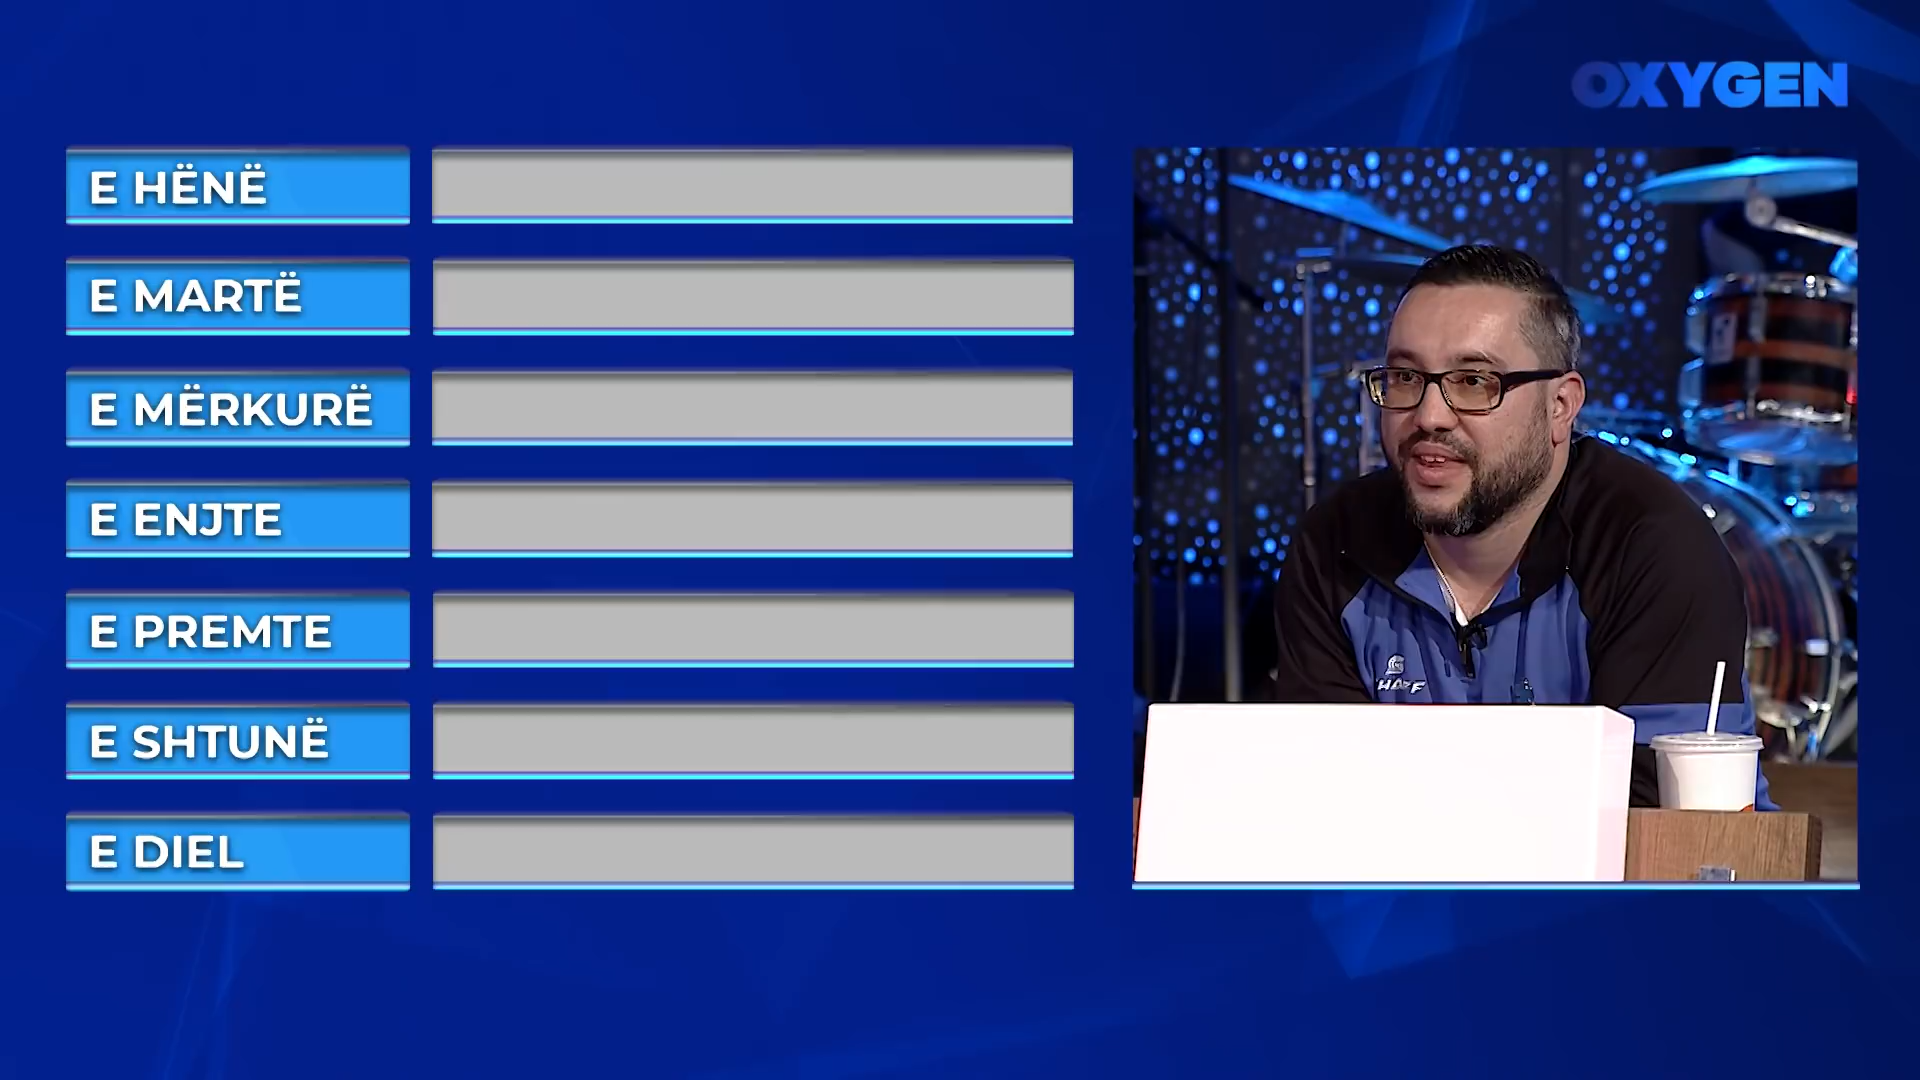 OXYGEN
E HËNË
E MARTË
E MËRKURË
E ENJTE
E PREMTE
E SHTUNË
E DIEL